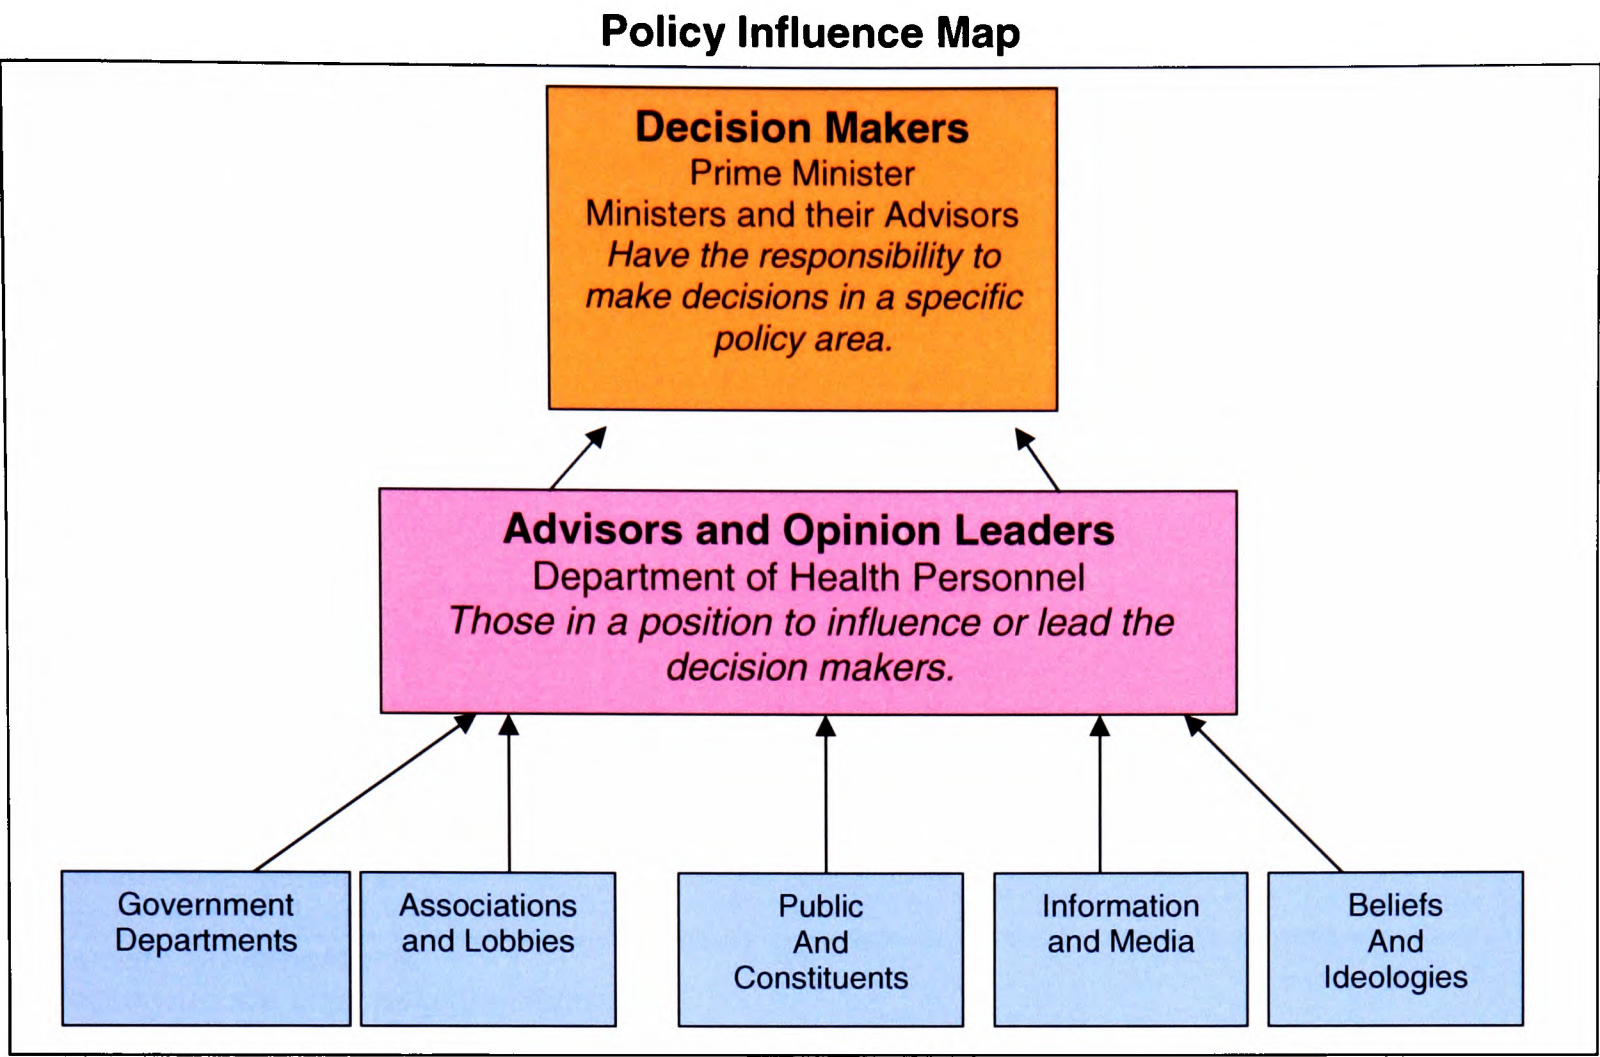 Policy Influence Map
Decision Makers
Prime Minister
Ministers and their Advisors
Have the responsibility to
make decisions in a specific
policy area.
Advisors and Opinion Leaders
Department of Health Personnel
Those in a position to influence or lead the
decision makers.
Government
Departments
Associations
and Lobbies
Public
And
Constituents
Information
and Media
Beliefs
And
Ideologies